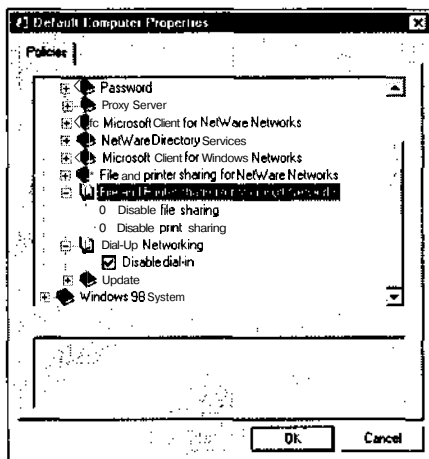 Default Computer Properties
Policies
Password
Proxy Server
Microsoft Client for NetWare Networks
NetWare Directory Services
Microsoft Client for Windows Networks
File and printer sharing for NetWare Networks
0 Disable file sharing
0 Disable print sharing
Dial-Up Networking
Disable dial-in
Update
Windows 98 System
OK
Cancel